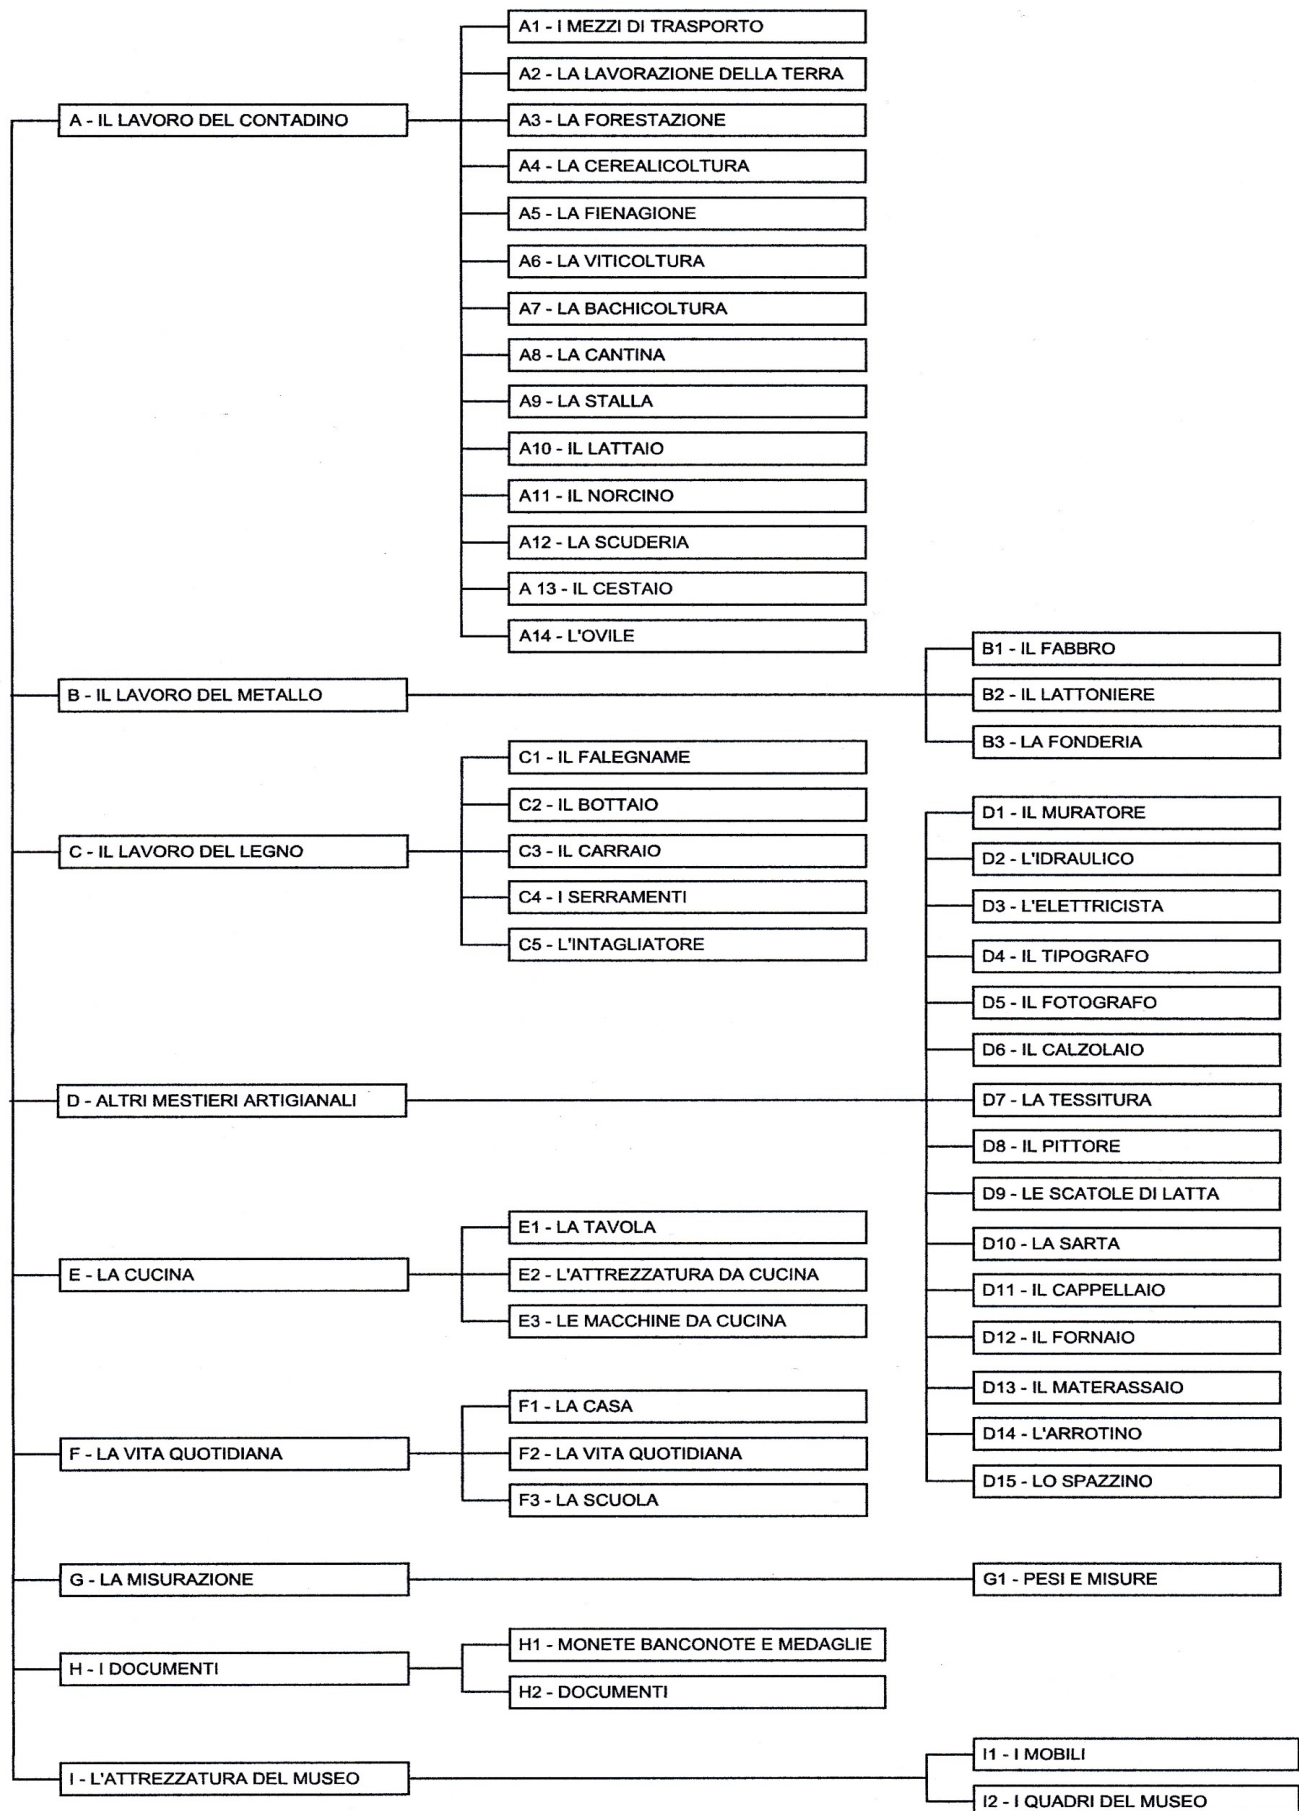 A - IL LAVORO DEL CONTADINO
A1 - I MEZZI DI TRASPORTO
A2 - LA LAVORAZIONE DELLA TERRA
A3 - LA FORESTAZIONE
A4 - LA CEREALICOLTURA
A5 - LA FIENAGIONE
A6 - LA VITICOLTURA
A7 - LA BACHICOLTURA
A8 - LA CANTINA
A9 - LA STALLA
A10 - IL LATTAIO
A11 - IL NORCINO
A12 - LA SCUDERIA
A 13 - IL CESTAIO
A14 - L'OVILE
B - IL LAVORO DEL METALLO
B1 - IL FABBRO
B2 - IL LATTONIERE
B3 - LA FONDERIA
C - IL LAVORO DEL LEGNO
C1 - IL FALEGNAME
C2 - IL BOTTAIO
C3 - IL CARRAIO
C4 - I SERRAMENTI
C5 - L'INTAGLIATORE
D - ALTRI MESTIERI ARTIGIANALI
D1 - IL MURATORE
D2 - L'IDRAULICO
D3 - L'ELETTRICISTA
D4 - IL TIPOGRAFO
D5 - IL FOTOGRAFO
D6 - IL CALZOLAIO
D7 - LA TESSITURA
D8 - IL PITTORE
D9 - LE SCATOLE DI LATTA
D10 - LA SARTA
D11 - IL CAPPELLAIO
D12 - IL FORNAIO
D13 - IL MATERASSAIO
D14 - L'ARROTINO
D15 - LO SPAZZINO
E - LA CUCINA
E1 - LA TAVOLA
E2 - L'ATTREZZATURA DA CUCINA
E3 - LE MACCHINE DA CUCINA
F - LA VITA QUOTIDIANA
F1 - LA CASA
F2 - LA VITA QUOTIDIANA
F3 - LA SCUOLA
G - LA MISURAZIONE
G1 - PESI E MISURE
H - I DOCUMENTI
H1 - MONETE BANCONOTE E MEDAGLIE
H2 - DOCUMENTI
I - L'ATTREZZATURA DEL MUSEO
I1 - I MOBILI
I2 - I QUADRI DEL MUSEO